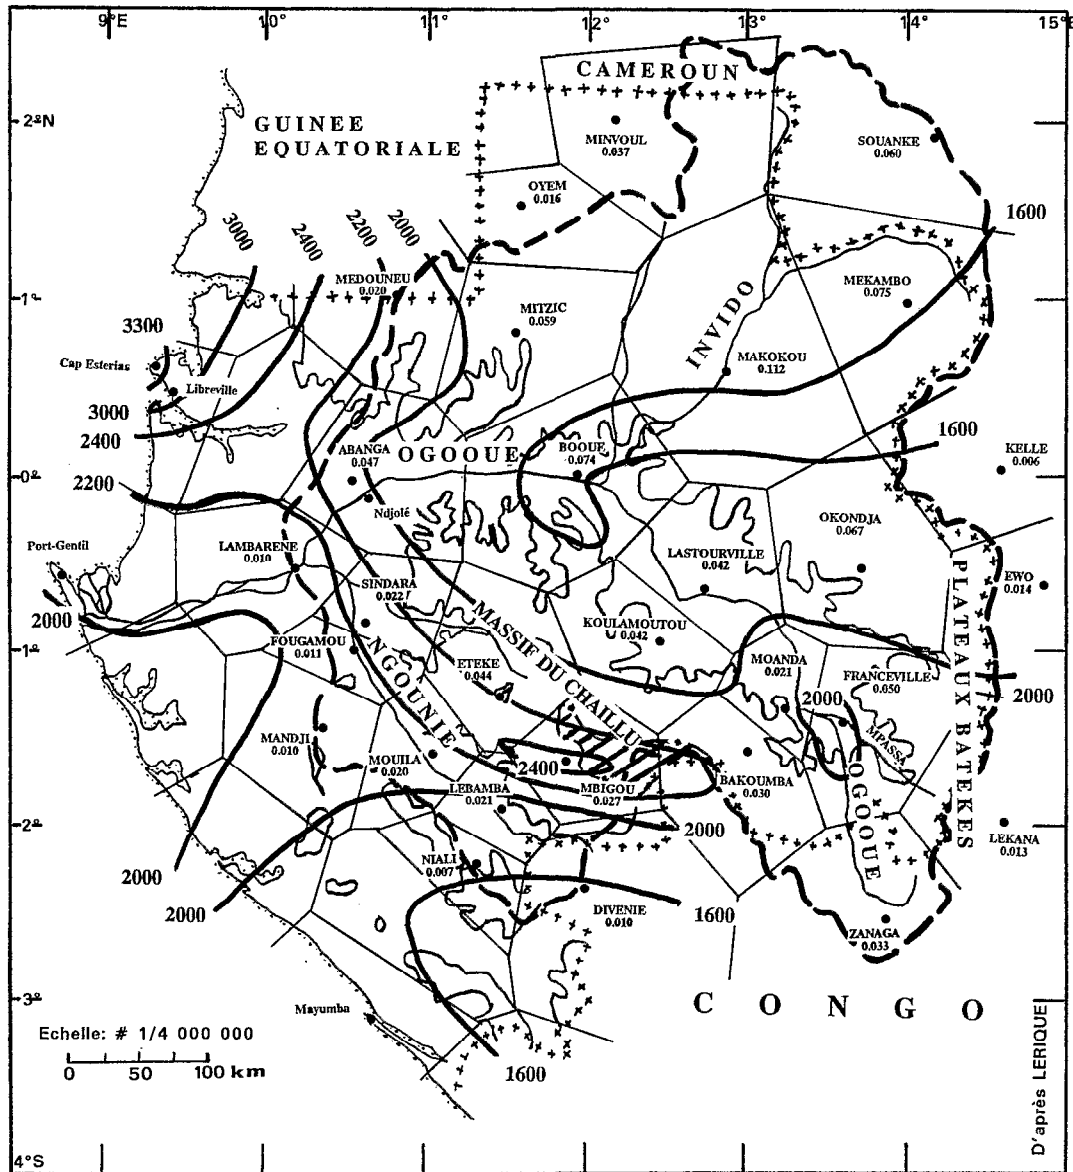 9°E 10° 11° 12° 13° 14° 15°E
CAMEROUN
2°N
GUINEE
EQUATORIALE
MINVOUL
0.037
SOUANKE
0.060
OYEM
0.016
3000
2400
2200
2000
1600
MEDOUNEU
0.020
MEKAMBO
0.075
1°
MITZIC
0.059
INVIDO
3300
Cap Esterias
MAKOKOU
0.112
Libreville
3000
2400
1600
ABANGA
0.047
OGOOUE
BOOUE
0.074
KELLE
0.006
0°
2200
Ndjolé
OKONDJA
0.067
Port-Gentil
LAMBARENE
0.010
LASTOURVILLE
0.042
SINDARA
0.022
EWO
0.014
PLATEAUX BATEKES
2000
MASSIF DU CHAILLU
KOULAMOUTOU
0.042
FOUGAMOU
0.011
1°
NGOUNIE
ETEKE
0.044
MOANDA
0.021
FRANCEVILLE
0.050
2000
2000
MANDJI
0.010
MPASSA
MOUILA
0.020
2400
LEBAMBA
0.021
MBIGOU
0.027
BAKOUMBA
0.030
OGOOUE
2°
2000
LEKANA
0.013
NIALI
0.007
2000
2000
DIVENIE
0.010
1600
ZANAGA
0.033
3°
CONGO
Mayumba
Echelle: # 1/4 000 000
0 50 100 km
1600
D'après LERIQUE
4°S